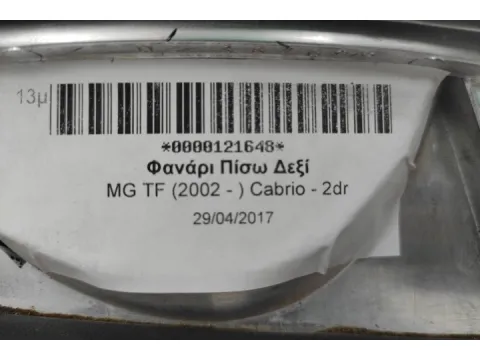 13μ
*0000121648*
Φανάρι Πίσω Δεξί
MG TF (2002 - ) Cabrio - 2dr
29/04/2017